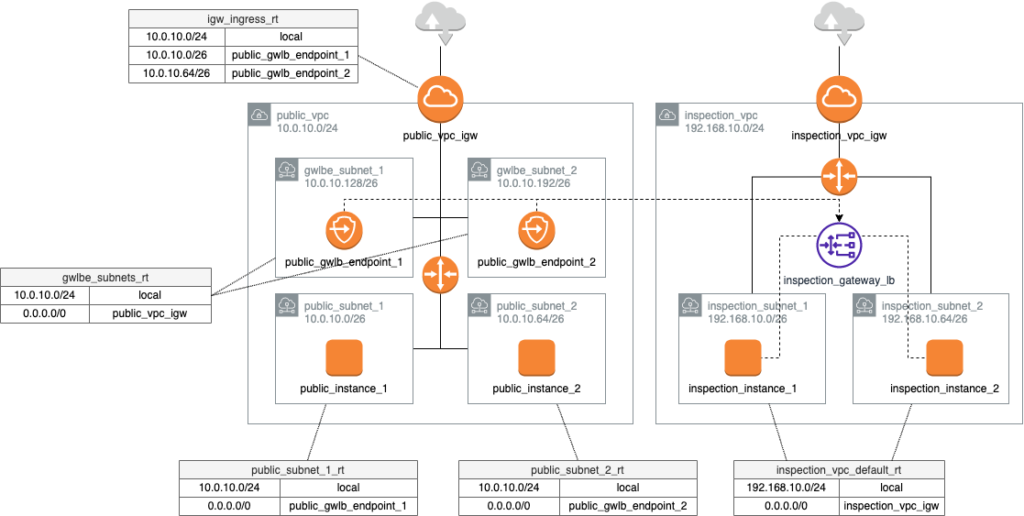 igw_ingress_rt
10.0.10.0/24 local
10.0.10.0/26 public_gwlb_endpoint_1
10.0.10.64/26 public_gwlb_endpoint_2
public_vpc
10.0.10.0/24
public_vpc_igw
inspection_vpc
192.168.10.0/24
inspection_vpc_igw
gwlbe_subnet_1
10.0.10.128/26
gwlbe_subnet_2
10.0.10.192/26
public_gwlb_endpoint_1
public_gwlb_endpoint_2
inspection_gateway_lb
gwlbe_subnets_rt
10.0.10.0/24 local
0.0.0.0/0 public_vpc_igw
public_subnet_1
10.0.10.0/26
public_subnet_2
10.0.10.64/26
inspection_subnet_1
192.168.10.0/26
inspection_subnet_2
192.168.10.64/26
public_instance_1
public_instance_2
inspection_instance_1
inspection_instance_2
public_subnet_1_rt
10.0.10.0/24 local
0.0.0.0/0 public_gwlb_endpoint_1
public_subnet_2_rt
10.0.10.0/24 local
0.0.0.0/0 public_gwlb_endpoint_2
inspection_vpc_default_rt
192.168.10.0/24 local
0.0.0.0/0 inspection_vpc_igw